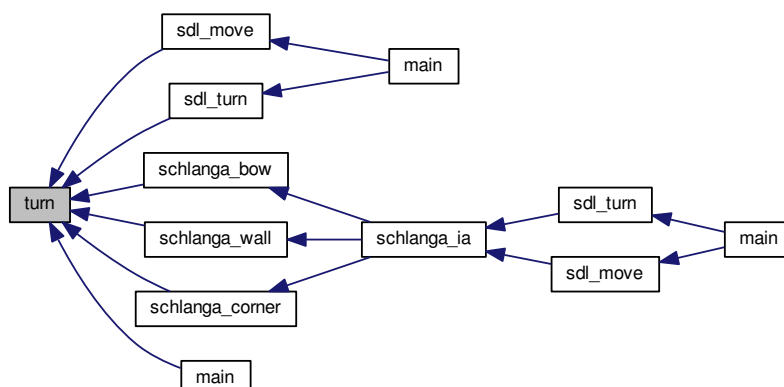 sdl_move
main
sdl_turn
schlanga_bow
turn
sdl_turn
schlanga_wall
schlanga_ia
main
sdl_move
schlanga_corner
main